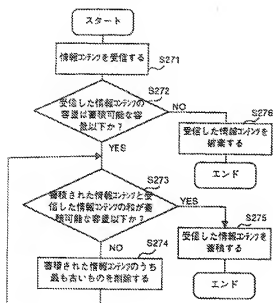 スタート
情報コンテンツを受信する
S271
S272
受信した情報コンテンツの
容量は蓄積可能な容
量以下か?
NO
S276
受信した情報コンテンツを
破棄する
エンド
YES
S273
蓄積された情報コンテンツと受
信した情報コンテンツの和が蓄
積可能な容量以下か?
YES
S275
受信した情報コンテンツを
蓄積する
エンド
NO
S274
蓄積された情報コンテンツのうち
最も古いものを削除する